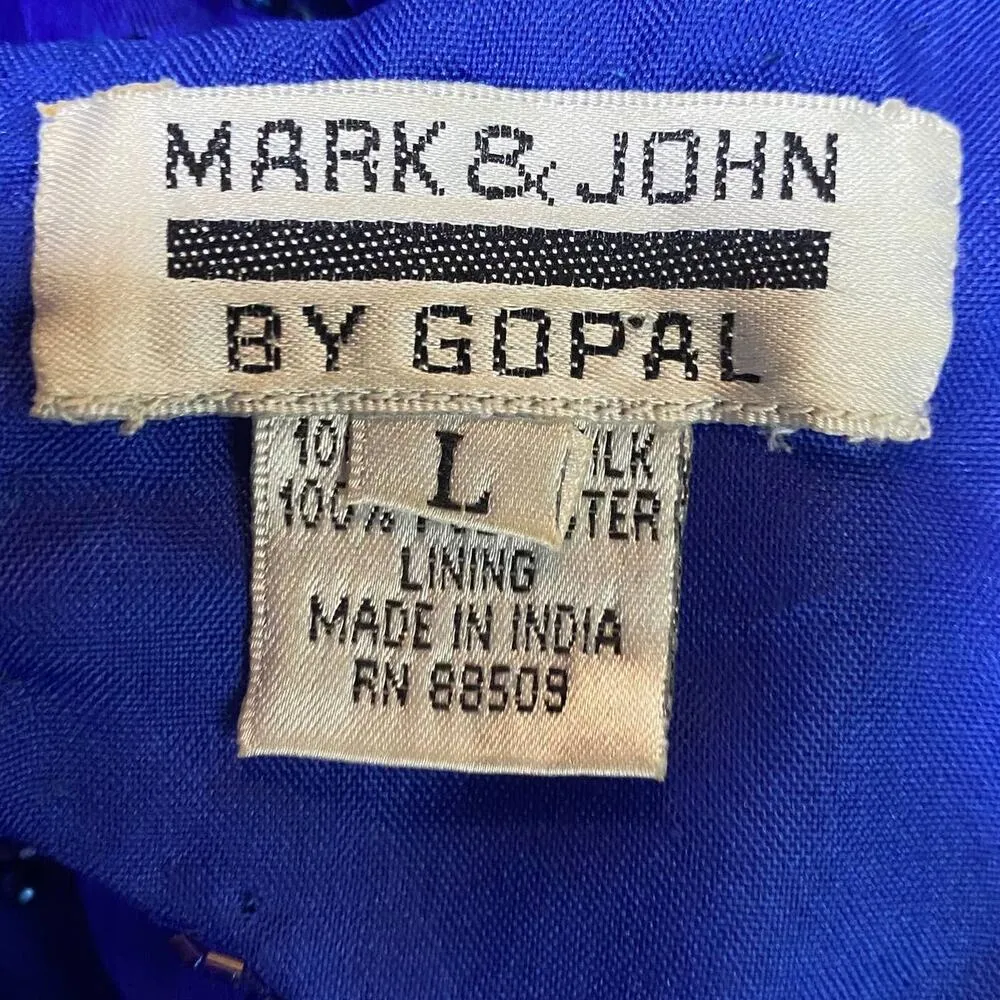 MARK & JOHN
BY GOPAL
L
LINING
MADE IN INDIA
RN 88509